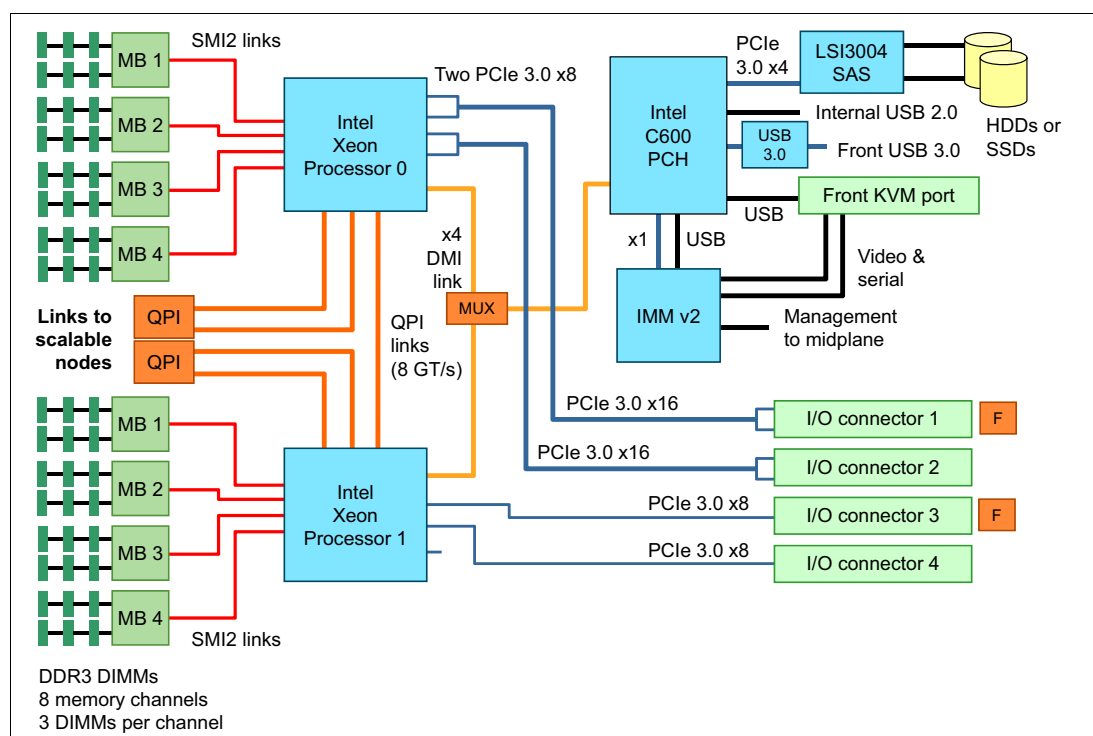 SMI2 links
MB 1
MB 2
MB 3
MB 4
Intel
Xeon
Processor 0
Two PCIe 3.0 x8
x4
DMI
link
MUX
Links to
scalable
nodes
QPI
QPI
QPI
links
(8 GT/s)
Intel
C600
PCH
PCIe
3.0 x4
LSI3004
SAS
HDDs or
SSDs
Internal USB 2.0
USB
3.0
Front USB 3.0
USB
Front KVM port
x1
USB
IMM v2
Video &
serial
Management
to midplane
MB 1
MB 2
MB 3
MB 4
SMI2 links
Intel
Xeon
Processor 1
PCIe 3.0 x16
I/O connector 1
F
PCIe 3.0 x16
I/O connector 2
PCIe 3.0 x8
I/O connector 3
F
PCIe 3.0 x8
I/O connector 4
DDR3 DIMMs
8 memory channels
3 DIMMs per channel